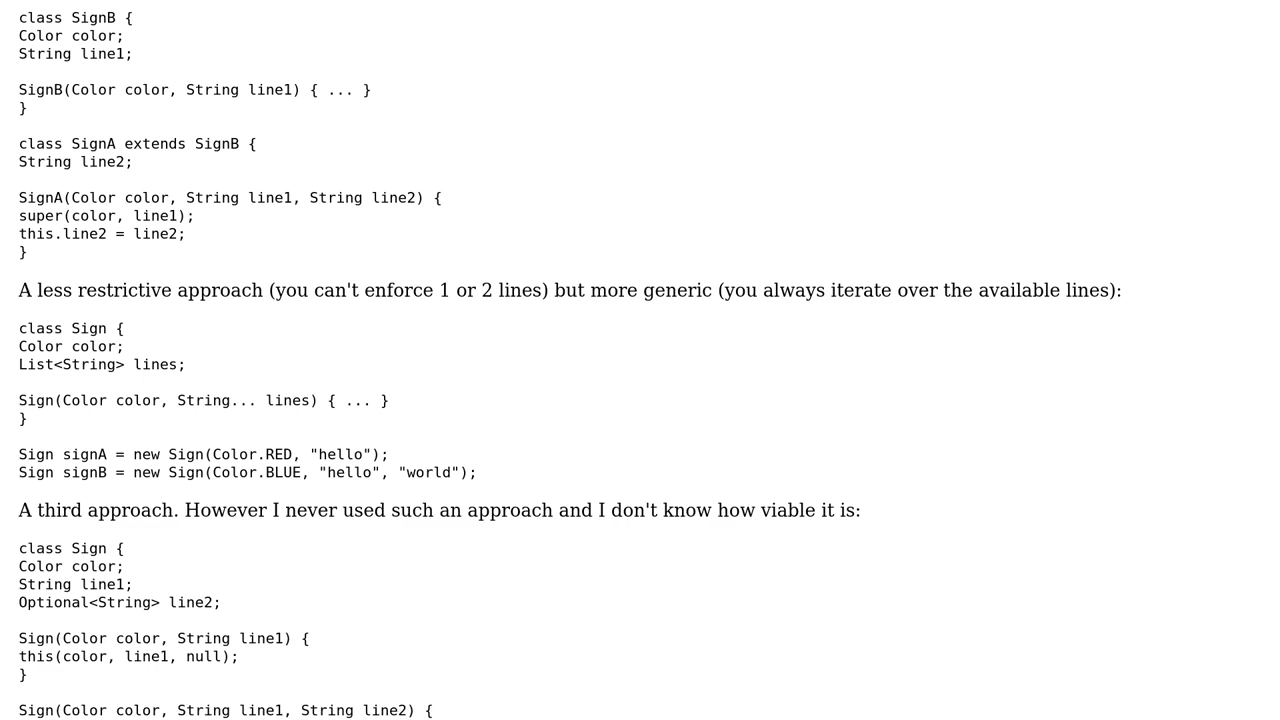 class SignB {
Color color;
String line1;
SignB(Color color, String line1) { ... }
}
class SignA extends SignB {
String line2;
SignA(Color color, String line1, String line2) {
super(color, line1);
this.line2 = line2;
}
A less restrictive approach (you can't enforce 1 or 2 lines) but more generic (you always iterate over the available lines):
class Sign {
Color color;
List<String> lines;
Sign(Color color, String... lines) { ... }
}
Sign signA = new Sign(Color.RED, "hello");
Sign signB = new Sign(Color.BLUE, "hello", "world");
A third approach. However I never used such an approach and I don't know how viable it is:
class Sign {
Color color;
String line1;
Optional<String> line2;
Sign(Color color, String line1) {
this(color, line1, null);
}
Sign(Color color, String line1, String line2) {